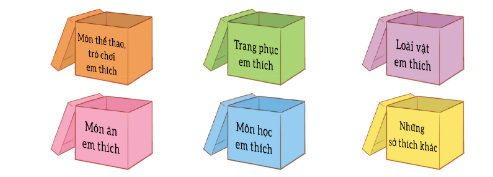 Môn thể thao,
trò chơi
em thích
Trang phục
em thích
Loài vật
em thích
Món ăn
em thích
Môn học
em thích
Những
sở thích khác